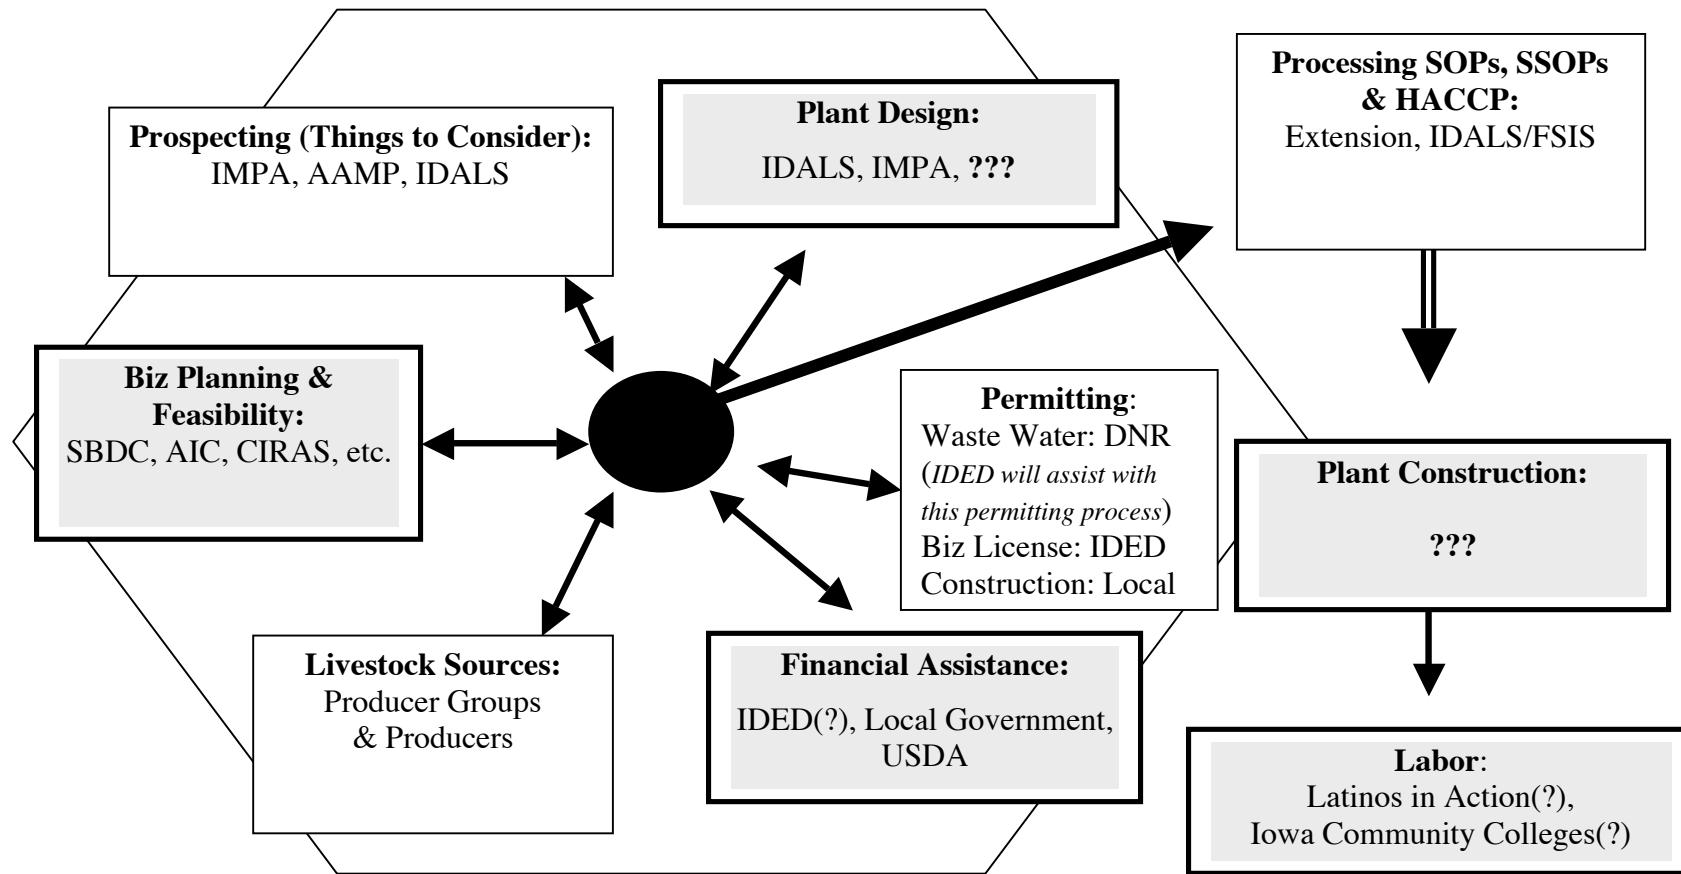 Prospecting (Things to Consider):
IMPA, AAMP, IDALS
Plant Design:
IDALS, IMPA, ???
Processing SOPs, SSOPs
& HACCP:
Extension, IDALS/FSIS
Biz Planning &
Feasibility:
SBDC, AIC, CIRAS, etc.
Permitting:
Waste Water: DNR
(IDED will assist with
this permitting process)
Biz License: IDED
Construction: Local
Plant Construction:
???
Livestock Sources:
Producer Groups
& Producers
Financial Assistance:
IDED(?), Local Government,
USDA
Labor:
Latinos in Action(?),
Iowa Community Colleges(?)